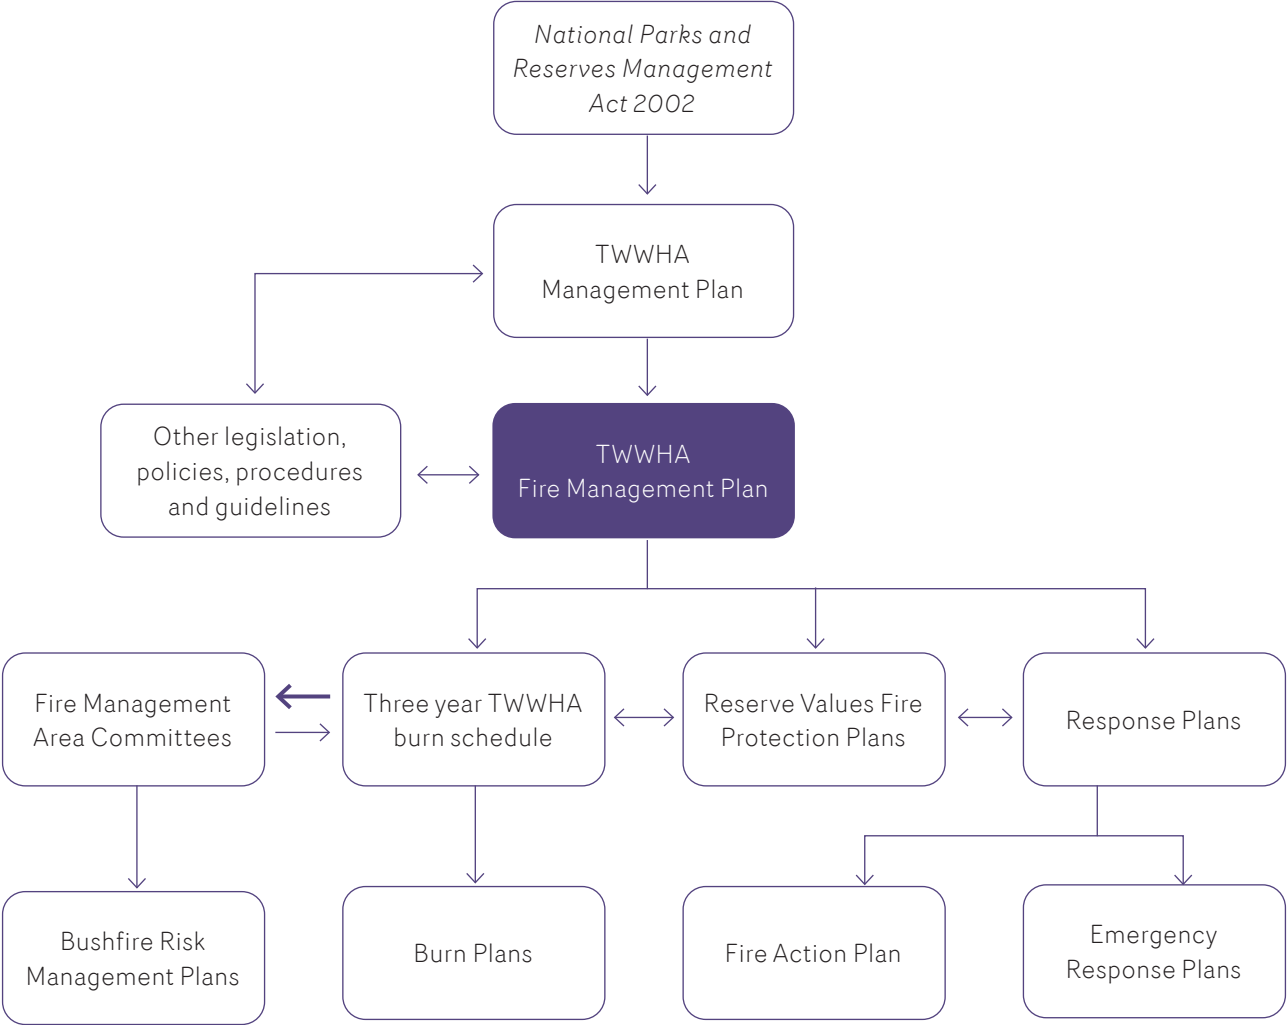 National Parks and
Reserves Management
Act 2002
TWWHA
Management Plan
Other legislation,
policies, procedures
and guidelines
TWWHA
Fire Management Plan
Fire Management
Area Committees
Three year TWWHA
burn schedule
Reserve Values Fire
Protection Plans
Response Plans
Bushfire Risk
Management Plans
Burn Plans
Fire Action Plan
Emergency
Response Plans